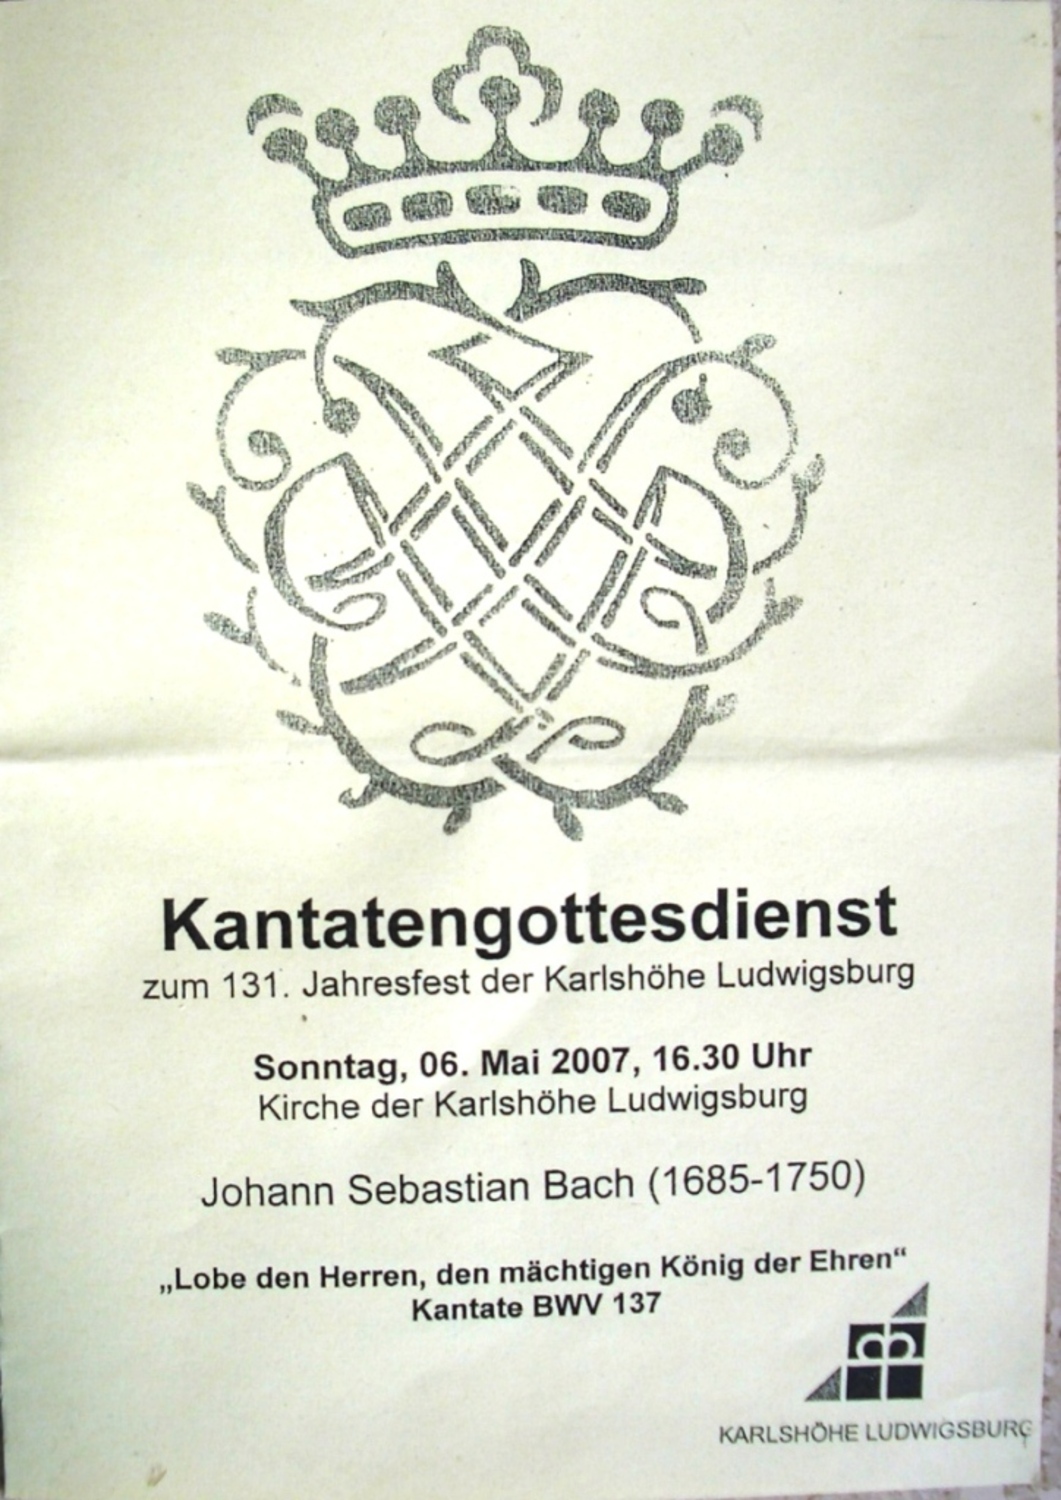 Kantatengottesdienst
zum 131. Jahresfest der Karlshöhe Ludwigsburg
Sonntag, 06. Mai 2007, 16.30 Uhr
Kirche der Karlshöhe Ludwigsburg
Johann Sebastian Bach (1685-1750)
„Lobe den Herren, den mächtigen König der Ehren“
Kantate BWV 137
KARLSHÖHE LUDWIGSBURG